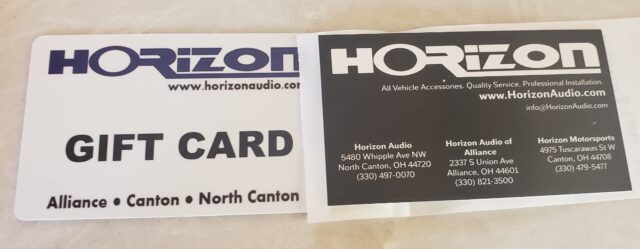 HORIZON
www.horizonaudio.com
GIFT CARD
Alliance • Canton • North Canton
HORIZON
All Vehicle Accessories. Quality Service. Professional Installation.
www.HorizonAudio.com
info@HorizonAudio.com
Horizon Audio
5480 Whipple Ave NW
North Canton, OH 44720
(330) 497-0070
Horizon Audio of
Alliance
2337 S Union Ave
Alliance, OH 44601
(330) 821-3500
Horizon Motorsports
4975 Tuscarawas St W
Canton, OH 44708
(330) 479-5477